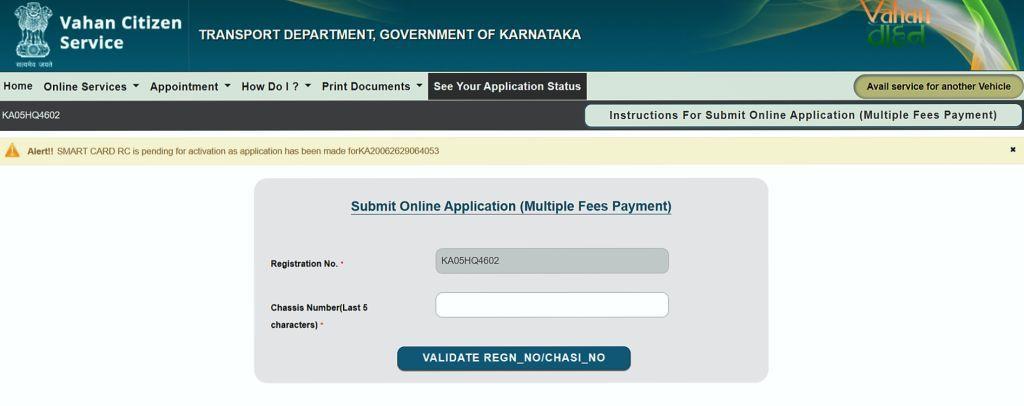 सत्यमेव जयते
Vahan Citizen
Service
TRANSPORT DEPARTMENT, GOVERNMENT OF KARNATAKA
Vahan
वाहन
Home Online Services Appointment How Do I ? Print Documents See Your Application Status Avail service for another Vehicle
KA05HQ4602 Instructions For Submit Online Application (Multiple Fees Payment)
Alert!! SMART CARD RC is pending for activation as application has been made forKA20062629064053
Submit Online Application (Multiple Fees Payment)
Registration No. * KA05HQ4602
Chassis Number(Last 5
characters) *
VALIDATE REGN_NO/CHASI_NO